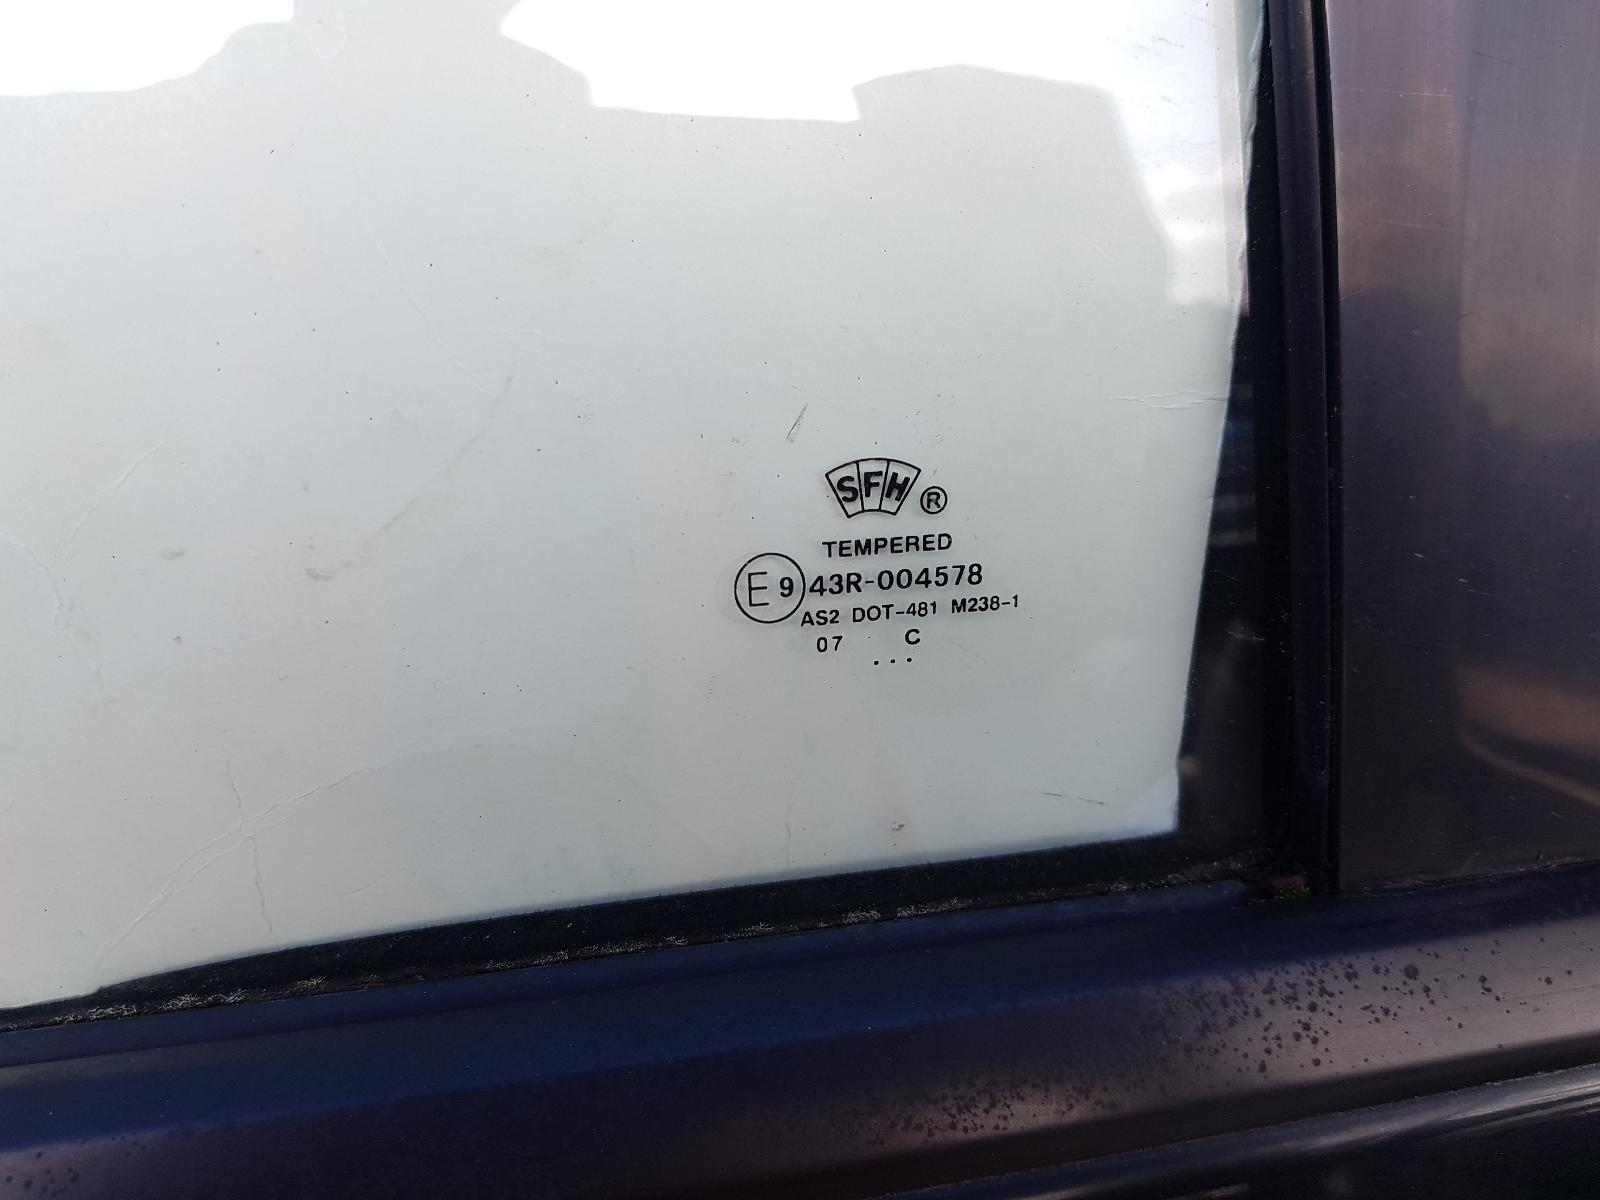 SFH ®
TEMPERED
E 9 43R-004578
AS2 DOT-481 M238-1
07 C
...